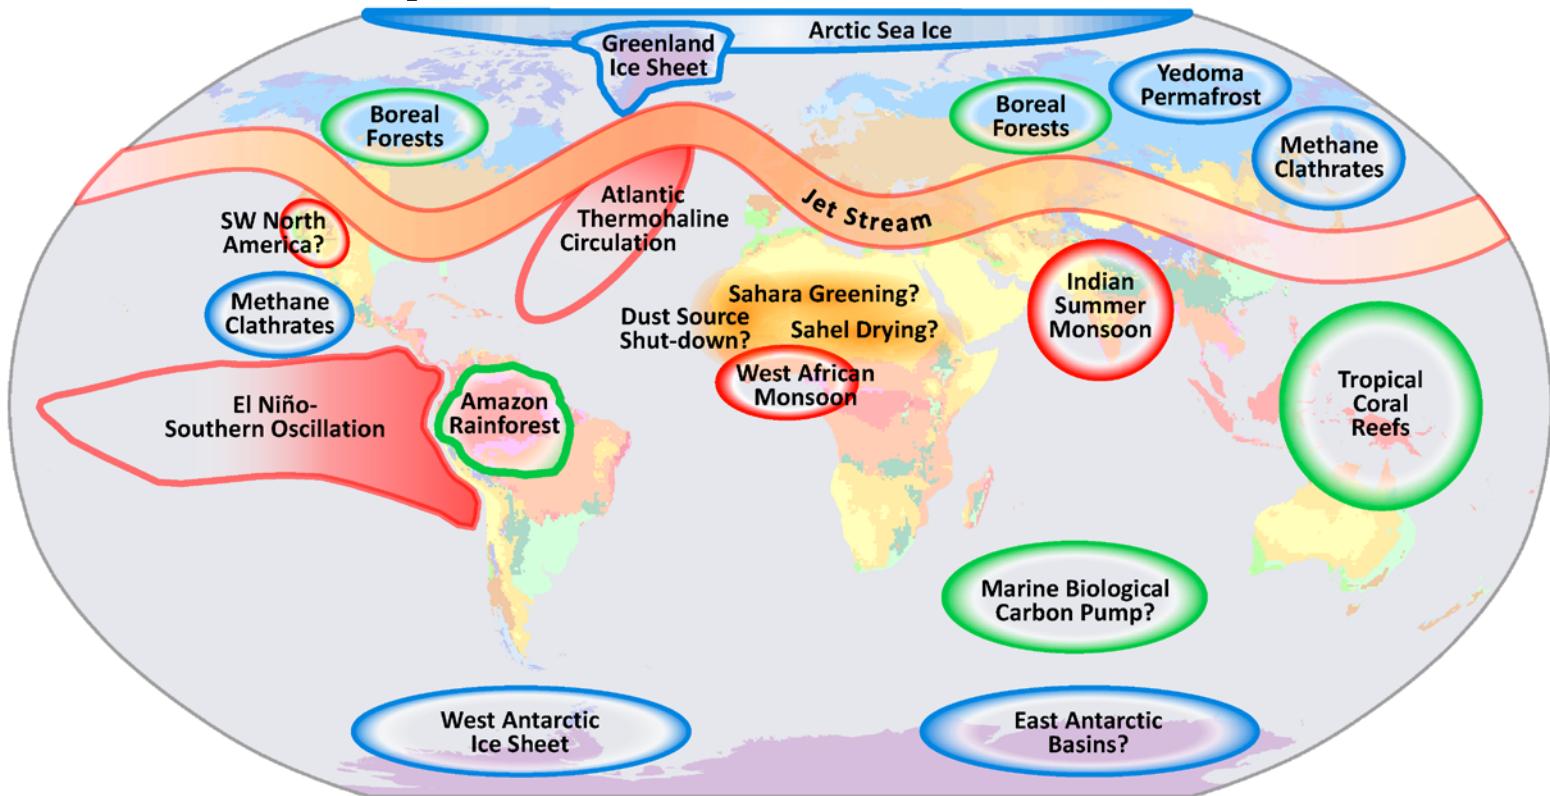 Arctic Sea Ice
Greenland
Ice Sheet
Yedoma
Permafrost
Boreal
Forests
Boreal
Forests
Methane
Clathrates
Atlantic
Thermohaline
Circulation
Jet Stream
SW North
America?
Methane
Clathrates
Sahara Greening?
Dust Source
Shut-down?
Sahel Drying?
Indian
Summer
Monsoon
West African
Monsoon
El Niño-
Southern Oscillation
Amazon
Rainforest
Tropical
Coral
Reefs
Marine Biological
Carbon Pump?
West Antarctic
Ice Sheet
East Antarctic
Basins?